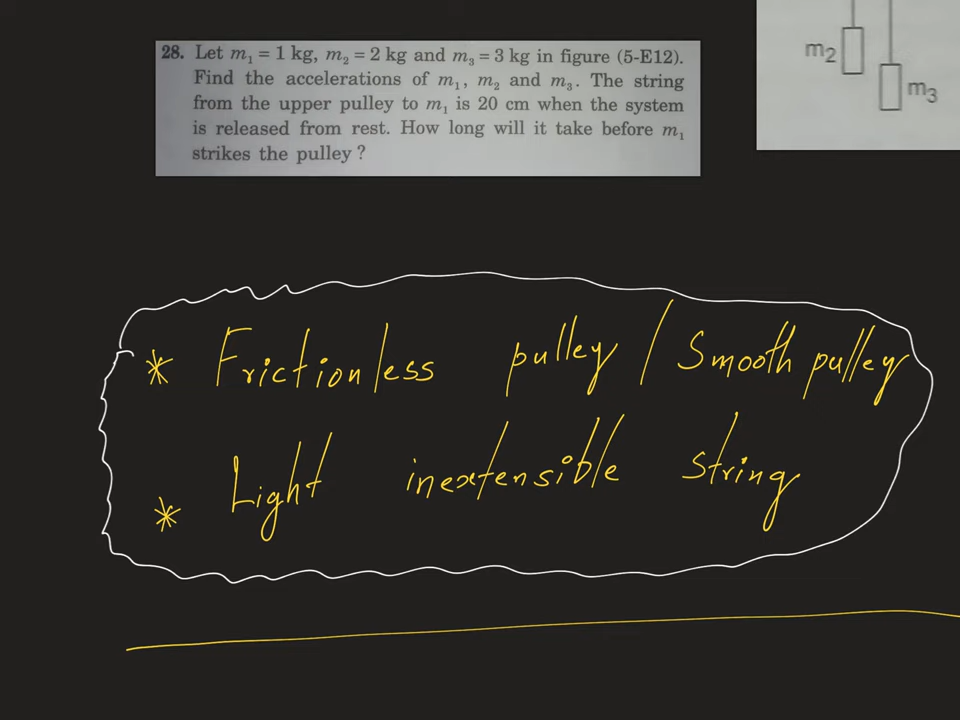 28. Let m₁ = 1 kg, m₂ = 2 kg and m₃ = 3 kg in figure (5-E12).
Find the accelerations of m₁, m₂ and m₃. The string
from the upper pulley to m₁ is 20 cm when the system
is released from rest. How long will it take before m₁
strikes the pulley ?
m₂
m₃
* Frictionless pulley / Smooth pulley
* Light inextensible string